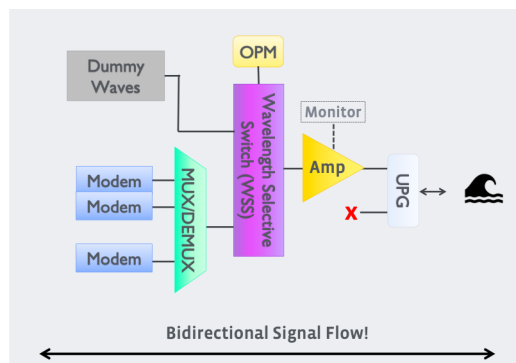 OPM
Dummy
Waves
Wavelength Selective
Switch (WSS)
Monitor
Amp
UPG
X
Modem
Modem
Modem
MUX/DEMUX
Bidirectional Signal Flow!